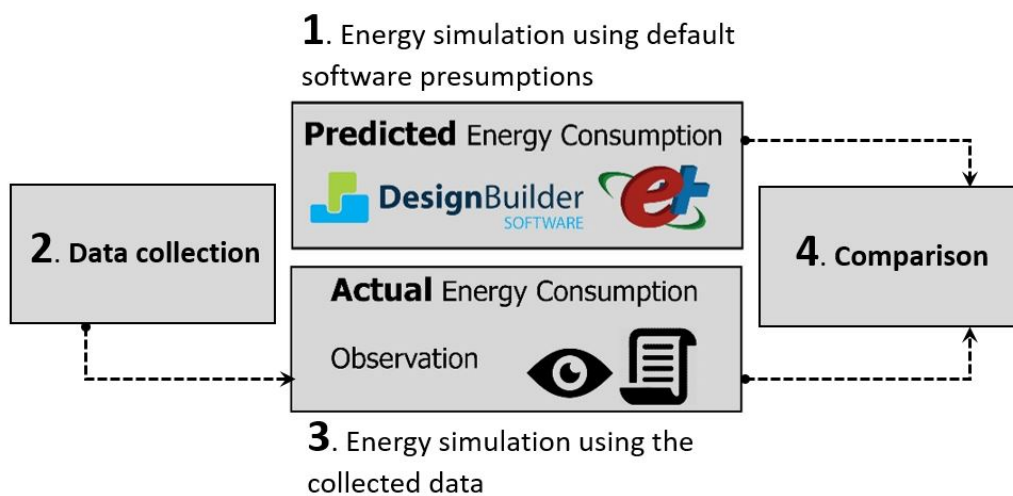 1. Energy simulation using default
software presumptions
Predicted Energy Consumption
DesignBuilder
SOFTWARE
e+
2. Data collection
4. Comparison
Actual Energy Consumption
Observation
3. Energy simulation using the
collected data